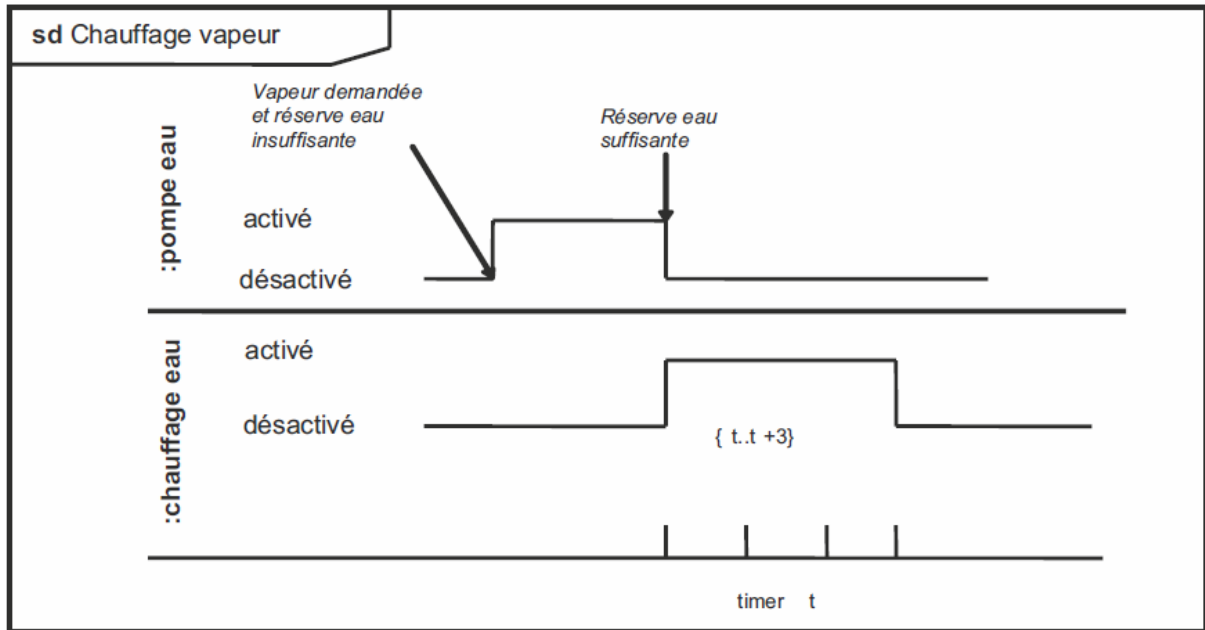 sd Chauffage vapeur
Vapeur demandée
et réserve eau
insuffisante
Réserve eau
suffisante
:pompe eau
activé
désactivé
:chauffage eau
activé
désactivé
{ t..t +3}
timer t